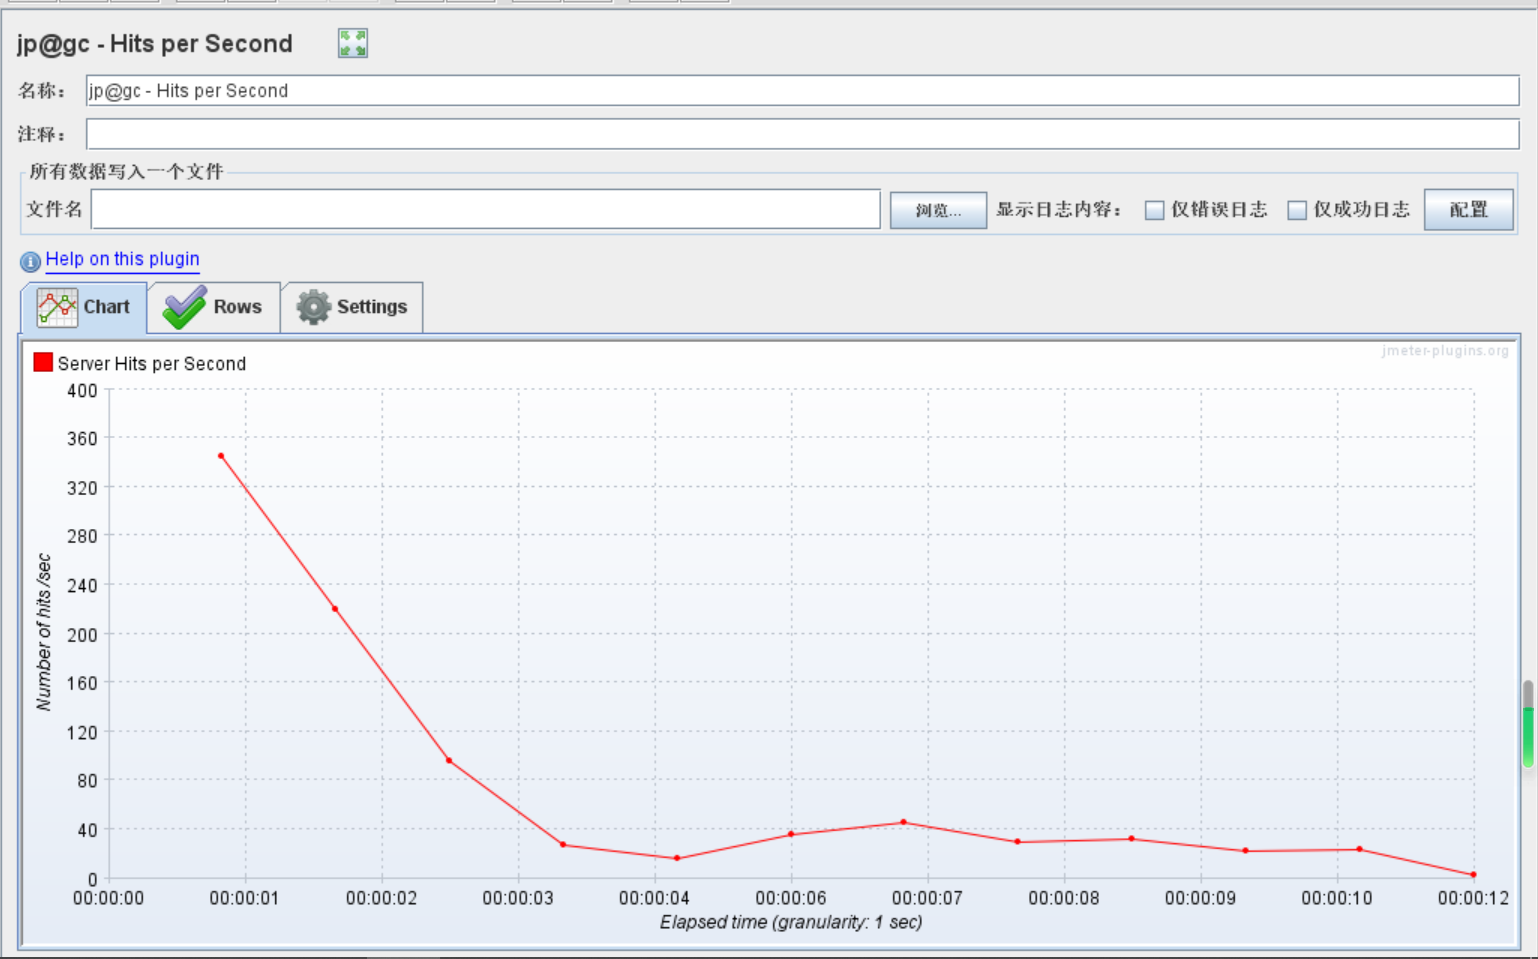 jp@gc - Hits per Second
名称： jp@gc - Hits per Second
注释：
所有数据写入一个文件
文件名 浏览... 显示日志内容： 仅错误日志 仅成功日志 配置
Help on this plugin
Chart Rows Settings
jmeter-plugins.org
Server Hits per Second
400
360
320
280
240
200
160
120
80
40
0
Number of hits /sec
00:00:00 00:00:01 00:00:02 00:00:03 00:00:04 00:00:06 00:00:07 00:00:08 00:00:09 00:00:10 00:00:12
Elapsed time (granularity: 1 sec)